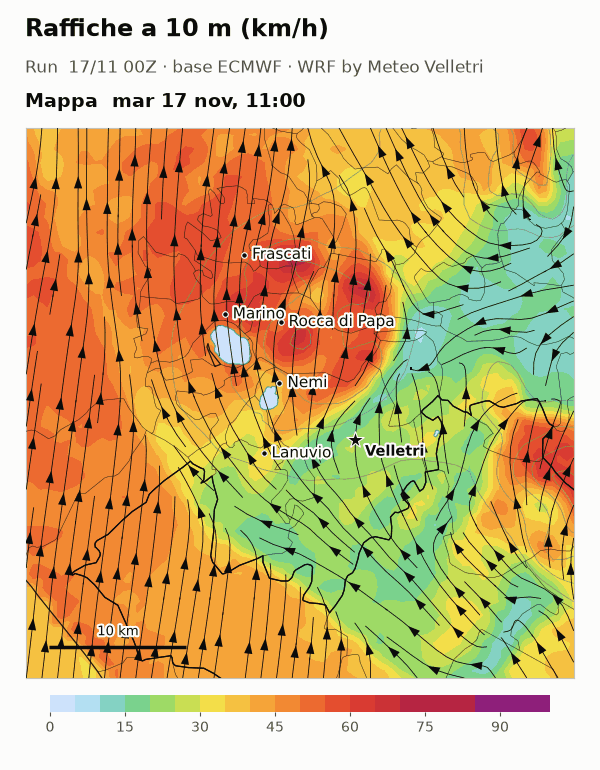 Raffiche a 10 m (km/h)
Run  17/11 00Z · base ECMWF · WRF by Meteo Velletri
Mappa  mar 17 nov, 11:00
Frascati
Marino
Rocca di Papa
Nemi
Lanuvio
Velletri
10 km
0 15 30 45 60 75 90